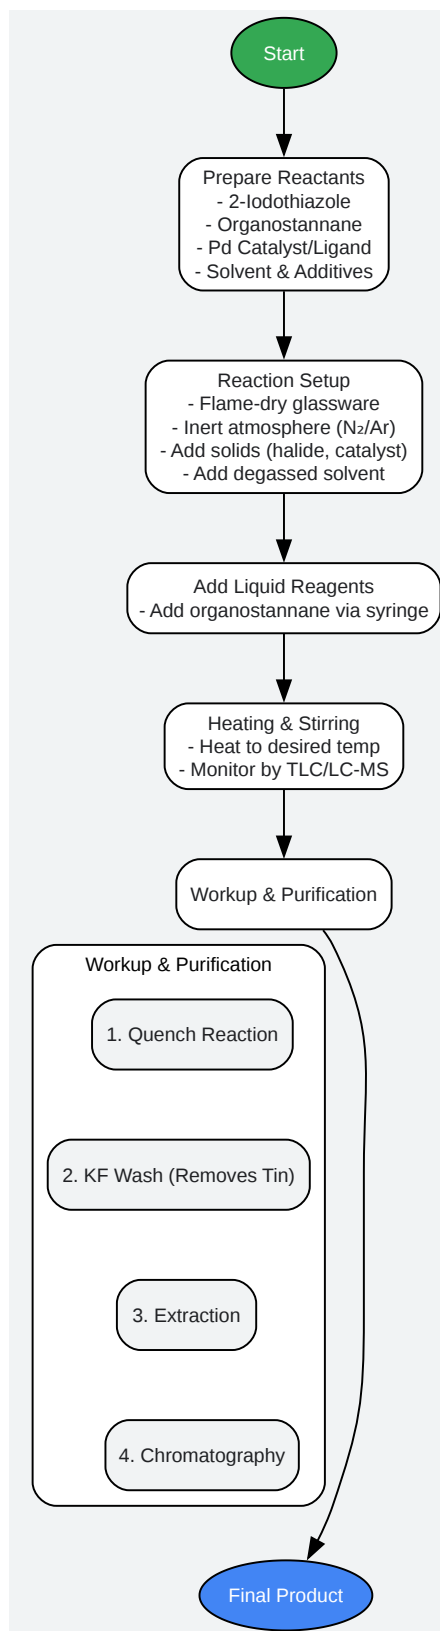 Start
Prepare Reactants
- 2-Iodothiazole
- Organostannane
- Pd Catalyst/Ligand
- Solvent & Additives
Reaction Setup
- Flame-dry glassware
- Inert atmosphere (N₂/Ar)
- Add solids (halide, catalyst)
- Add degassed solvent
Add Liquid Reagents
- Add organostannane via syringe
Heating & Stirring
- Heat to desired temp
- Monitor by TLC/LC-MS
Workup & Purification
Workup & Purification
1. Quench Reaction
2. KF Wash (Removes Tin)
3. Extraction
4. Chromatography
Final Product